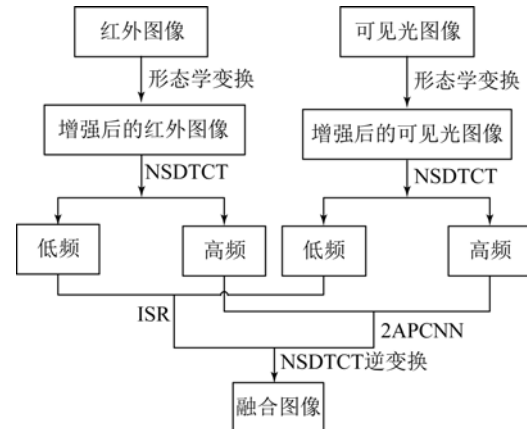 红外图像
可见光图像
形态学变换
形态学变换
增强后的红外图像
增强后的可见光图像
NSDTCT
NSDTCT
低频
高频
低频
高频
ISR
2APCNN
NSDTCT逆变换
融合图像